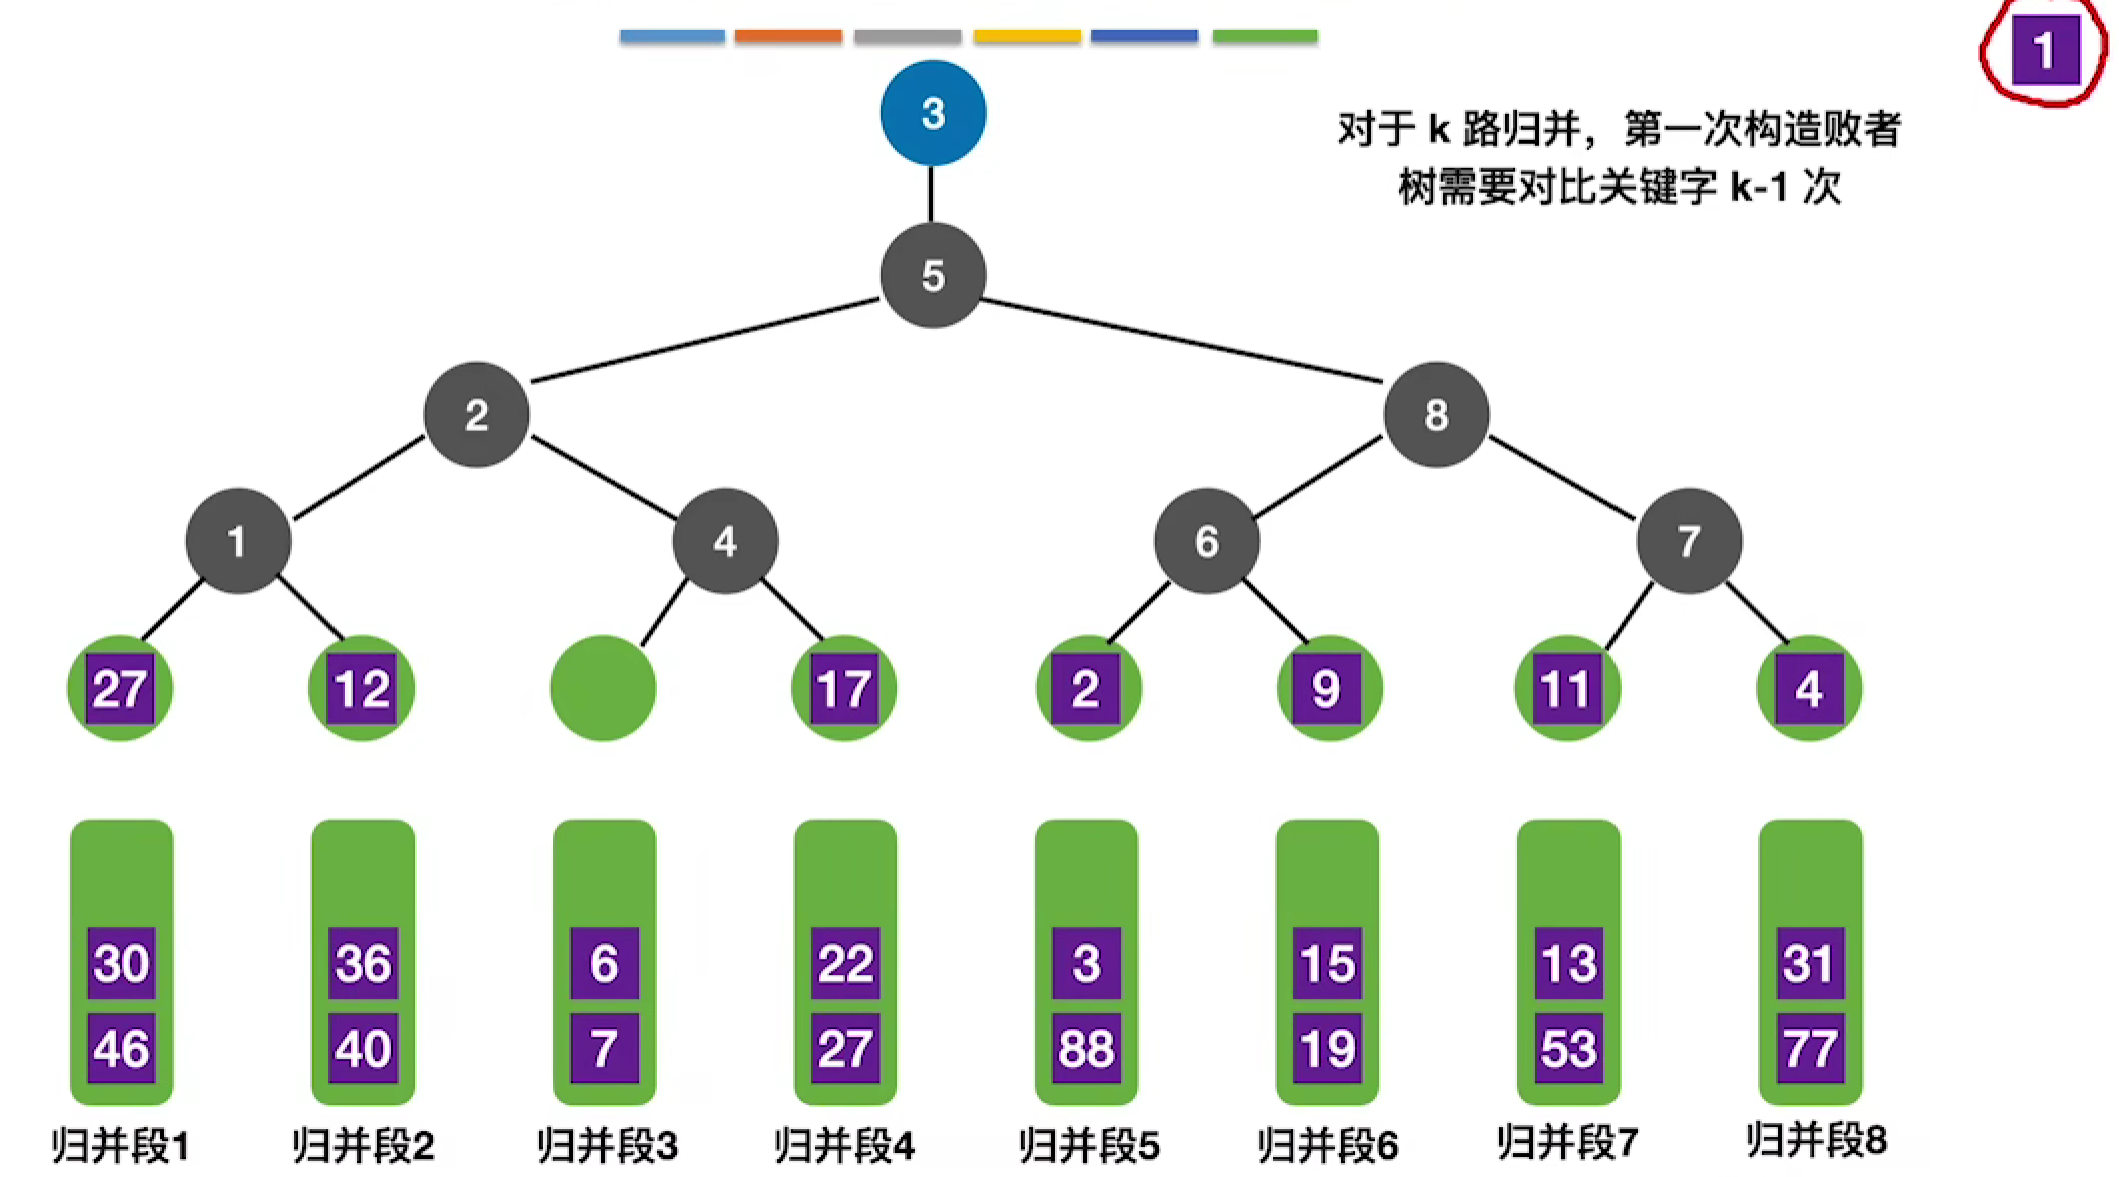 1
3
对于 k 路归并，第一次构造败者
树需要对比关键字 k-1 次
5
2 8
1 4 6 7
27 12 17 2 9 11 4
30 36 6 22 3 15 13 31
46 40 7 27 88 19 53 77
归并段1 归并段2 归并段3 归并段4 归并段5 归并段6 归并段7 归并段8